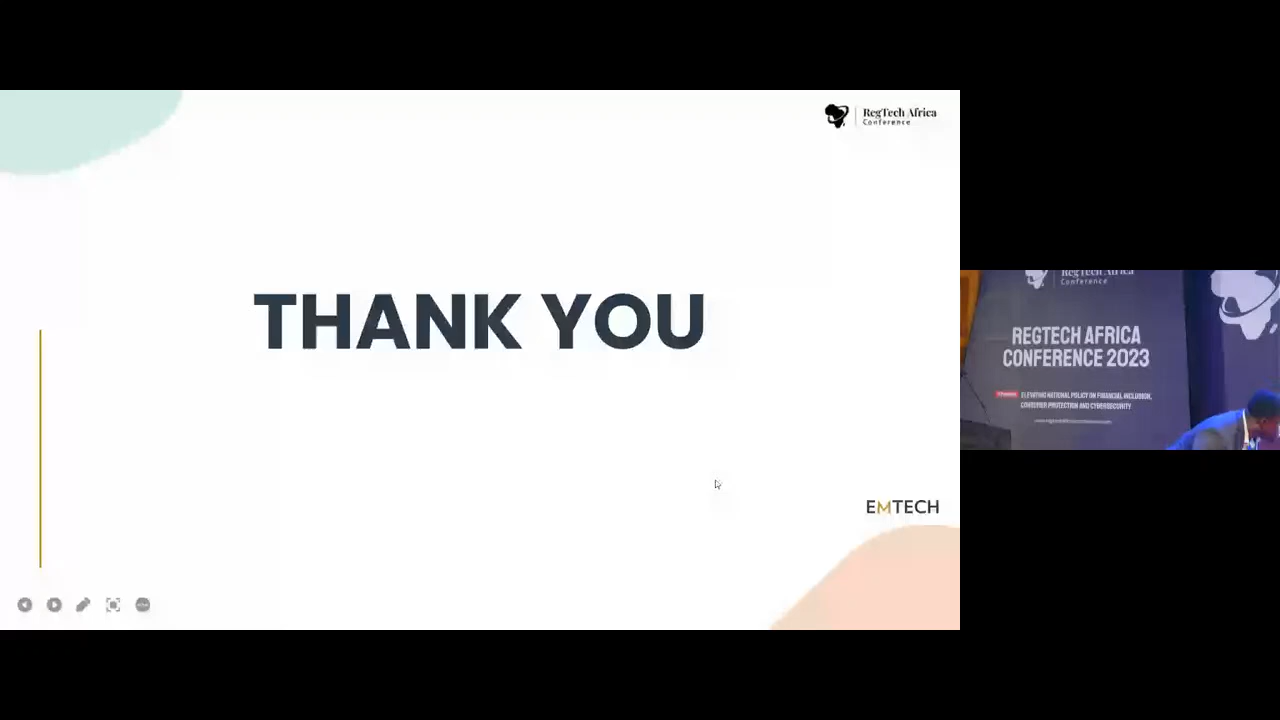 RegTech Africa
Conference
THANK YOU
EMTECH
RegTech Africa
Conference
REGTECH AFRICA
CONFERENCE 2023
ELEVATING NATIONAL POLICY ON FINANCIAL INCLUSION,
CONSUMER PROTECTION AND CYBERSECURITY